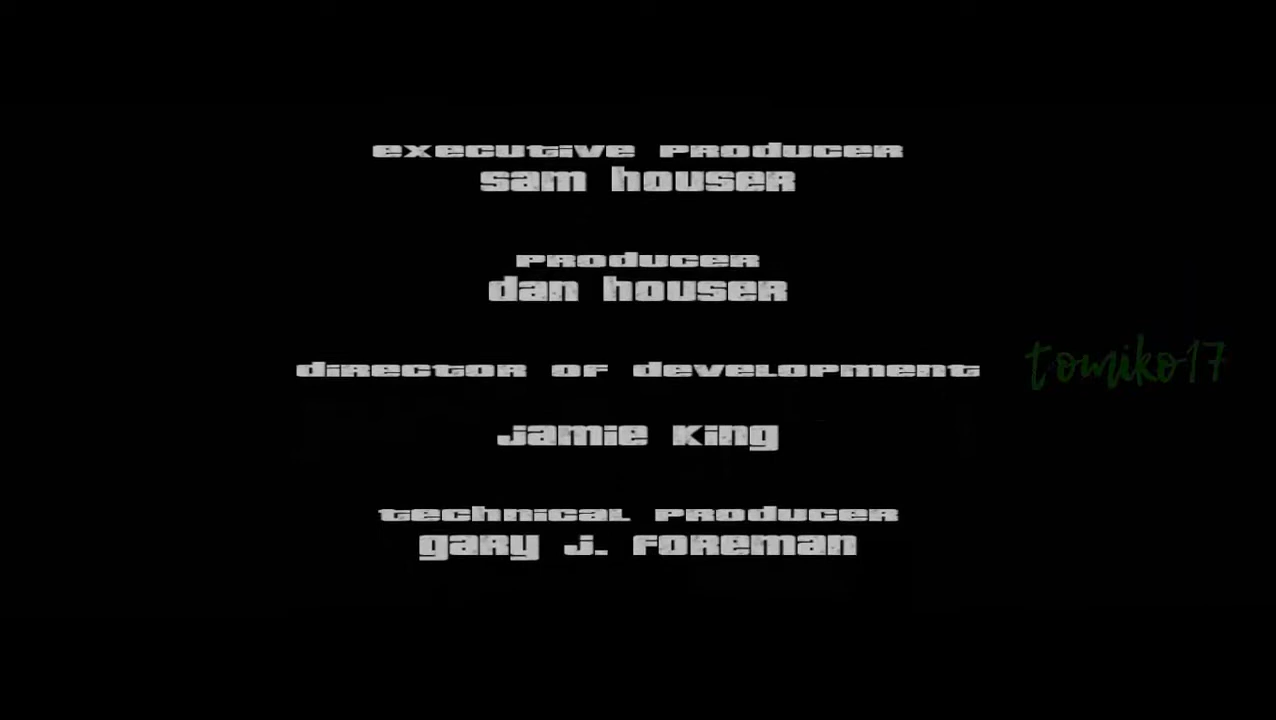 executive producer
sam houser
producer
dan houser
director of development
tomiko17
jamie king
technical producer
gary j. foreman